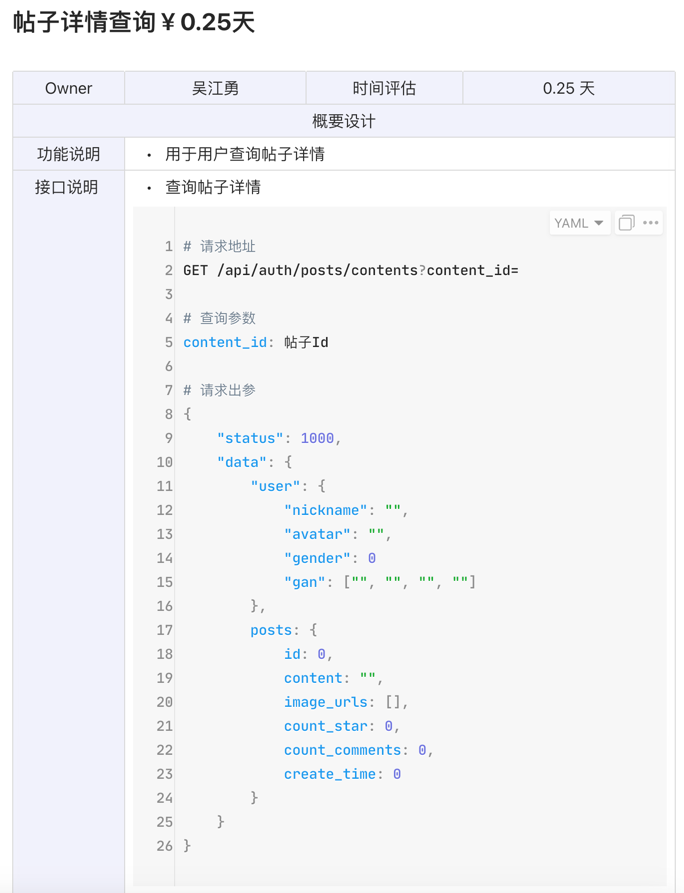 帖子详情查询￥0.25天
Owner 吴江勇 时间评估 0.25 天
概要设计
功能说明 • 用于用户查询帖子详情
接口说明 • 查询帖子详情
YAML
1 # 请求地址
2 GET /api/auth/posts/contents?content_id=
3
4 # 查询参数
5 content_id: 帖子Id
6
7 # 请求出参
8 {
9     "status": 1000,
10     "data": {
11         "user": {
12             "nickname": "",
13             "avatar": "",
14             "gender": 0
15             "gan": ["", "", "", ""]
16         },
17         posts: {
18             id: 0,
19             content: "",
20             image_urls: [],
21             count_star: 0,
22             count_comments: 0,
23             create_time: 0
24         }
25     }
26 }